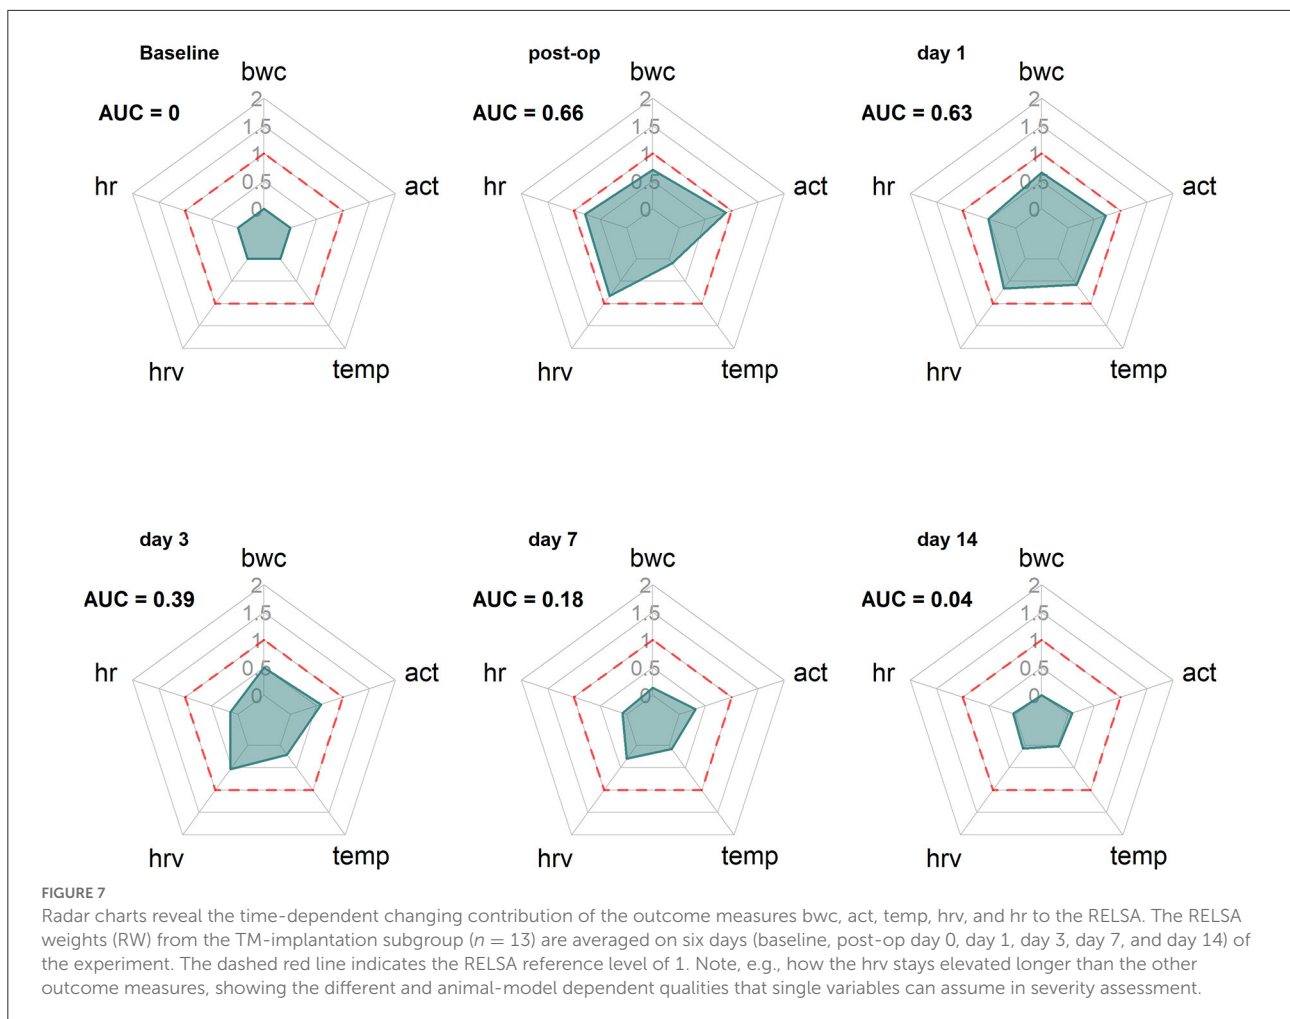 Baseline
bwc
AUC = 0
2
1.5
1
0.5
0
hr
act
hrv
temp
post-op
bwc
AUC = 0.66
2
1.5
1
0.5
0
hr
act
hrv
temp
day 1
bwc
AUC = 0.63
2
1.5
1
0.5
0
hr
act
hrv
temp
day 3
bwc
AUC = 0.39
2
1.5
1
0.5
0
hr
act
hrv
temp
day 7
bwc
AUC = 0.18
2
1.5
1
0.5
0
hr
act
hrv
temp
day 14
bwc
AUC = 0.04
2
1.5
1
0.5
0
hr
act
hrv
temp
FIGURE 7
Radar charts reveal the time-dependent changing contribution of the outcome measures bwc, act, temp, hrv, and hr to the RELSA. The RELSA
weights (RW) from the TM-implantation subgroup (n = 13) are averaged on six days (baseline, post-op day 0, day 1, day 3, day 7, and day 14) of
the experiment. The dashed red line indicates the RELSA reference level of 1. Note, e.g., how the hrv stays elevated longer than the other
outcome measures, showing the different and animal-model dependent qualities that single variables can assume in severity assessment.